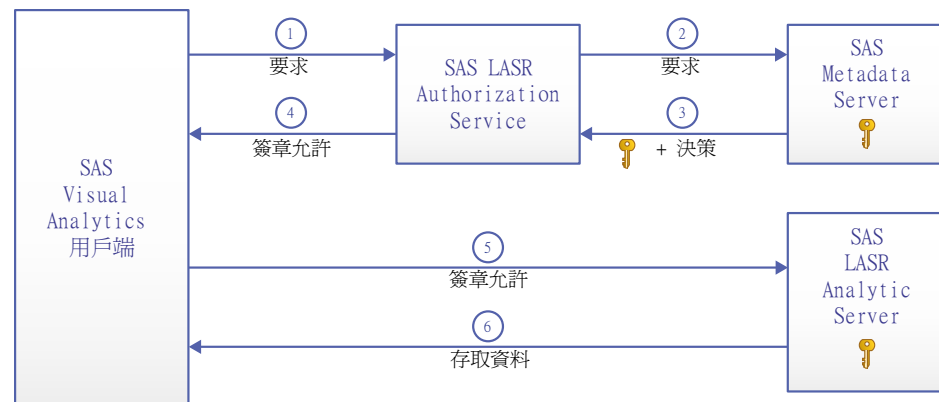 1
要求
2
要求
SAS LASR
Authorization
Service
SAS
Metadata
Server
4
簽章允許
3
+ 決策
SAS
Visual
Analytics
用戶端
5
簽章允許
SAS
LASR
Analytic
Server
6
存取資料